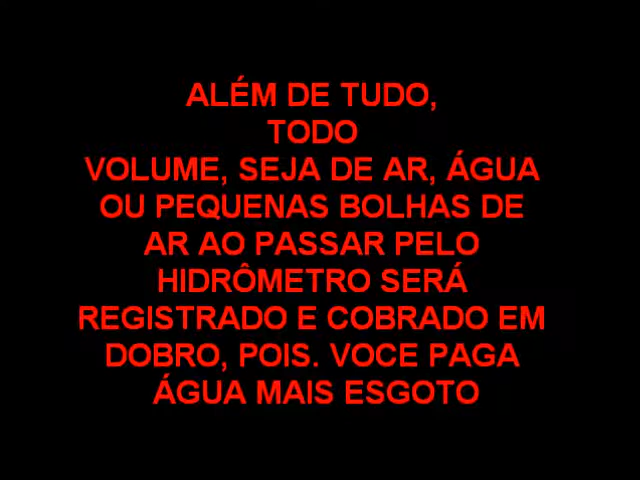 ALÉM DE TUDO,
TODO
VOLUME, SEJA DE AR, ÁGUA
OU PEQUENAS BOLHAS DE
AR AO PASSAR PELO
HIDRÔMETRO SERÁ
REGISTRADO E COBRADO EM
DOBRO, POIS. VOCE PAGA
ÁGUA MAIS ESGOTO